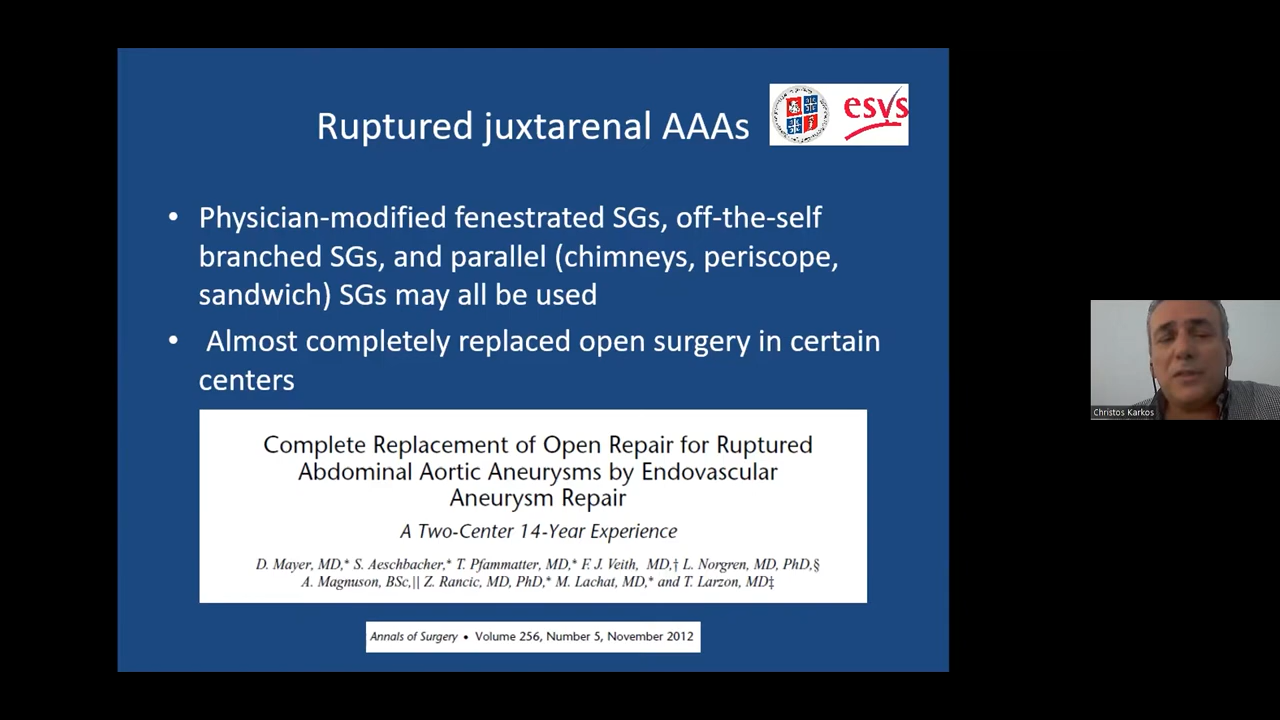 Ruptured juxtarenal AAAs
esvs
• Physician-modified fenestrated SGs, off-the-self
branched SGs, and parallel (chimneys, periscope,
sandwich) SGs may all be used
• Almost completely replaced open surgery in certain
centers
Complete Replacement of Open Repair for Ruptured
Abdominal Aortic Aneurysms by Endovascular
Aneurysm Repair
A Two-Center 14-Year Experience
D. Mayer, MD,* S. Aeschbacher,* T. Pfammatter, MD,* F. J. Veith, MD,† L. Norgren, MD, PhD,§
A. Magnuson, BSc,|| Z. Rancic, MD, PhD,* M. Lachat, MD,* and T. Larzon, MD‡
Annals of Surgery • Volume 256, Number 5, November 2012
Christos Karkos